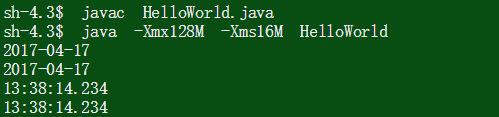 sh-4.3$  javac  HelloWorld.java
sh-4.3$  java  -Xmx128M  -Xms16M  HelloWorld
2017-04-17
2017-04-17
13:38:14.234
13:38:14.234